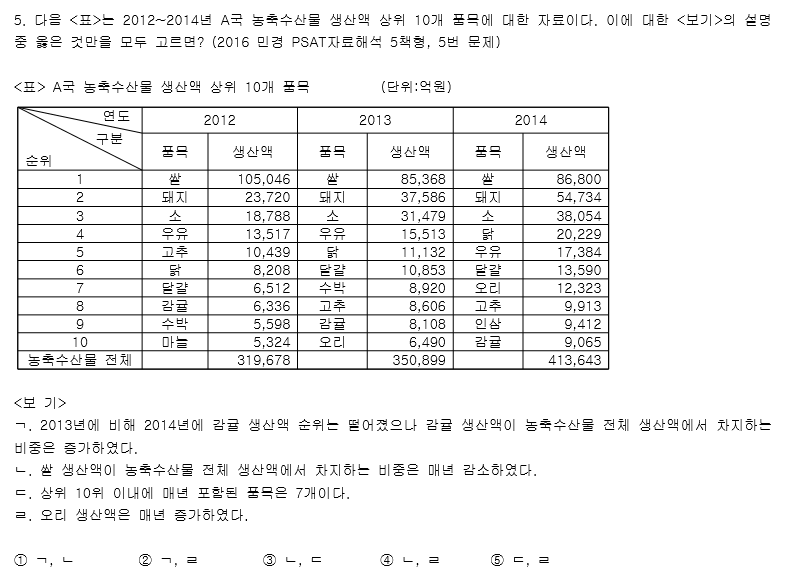 5. 다음 <표>는 2012~2014년 A국 농축수산물 생산액 상위 10개 품목에 대한 자료이다. 이에 대한 <보기>의 설명
중 옳은 것만을 모두 고르면? (2016 민경 PSAT자료해석 5책형, 5번 문제)
<표> A국 농축수산물 생산액 상위 10개 품목 (단위:억원)
연도 2012 2013 2014
구분
순위 품목 생산액 품목 생산액 품목 생산액
1 쌀 105,046 쌀 85,368 쌀 86,800
2 돼지 23,720 돼지 37,586 돼지 54,734
3 소 18,788 소 31,479 소 38,054
4 우유 13,517 우유 15,513 닭 20,229
5 고추 10,439 닭 11,132 우유 17,384
6 닭 8,208 달걀 10,853 달걀 13,590
7 달걀 6,512 수박 8,920 오리 12,323
8 감귤 6,336 고추 8,606 고추 9,913
9 수박 5,598 감귤 8,108 인삼 9,412
10 마늘 5,324 오리 6,490 감귤 9,065
농축수산물 전체 319,678 350,899 413,643
<보 기>
ㄱ. 2013년에 비해 2014년에 감귤 생산액 순위는 떨어졌으나 감귤 생산액이 농축수산물 전체 생산액에서 차지하는
비중은 증가하였다.
ㄴ. 쌀 생산액이 농축수산물 전체 생산액에서 차지하는 비중은 매년 감소하였다.
ㄷ. 상위 10위 이내에 매년 포함된 품목은 7개이다.
ㄹ. 오리 생산액은 매년 증가하였다.
① ㄱ, ㄴ ② ㄱ, ㄹ ③ ㄴ, ㄷ ④ ㄴ, ㄹ ⑤ ㄷ, ㄹ